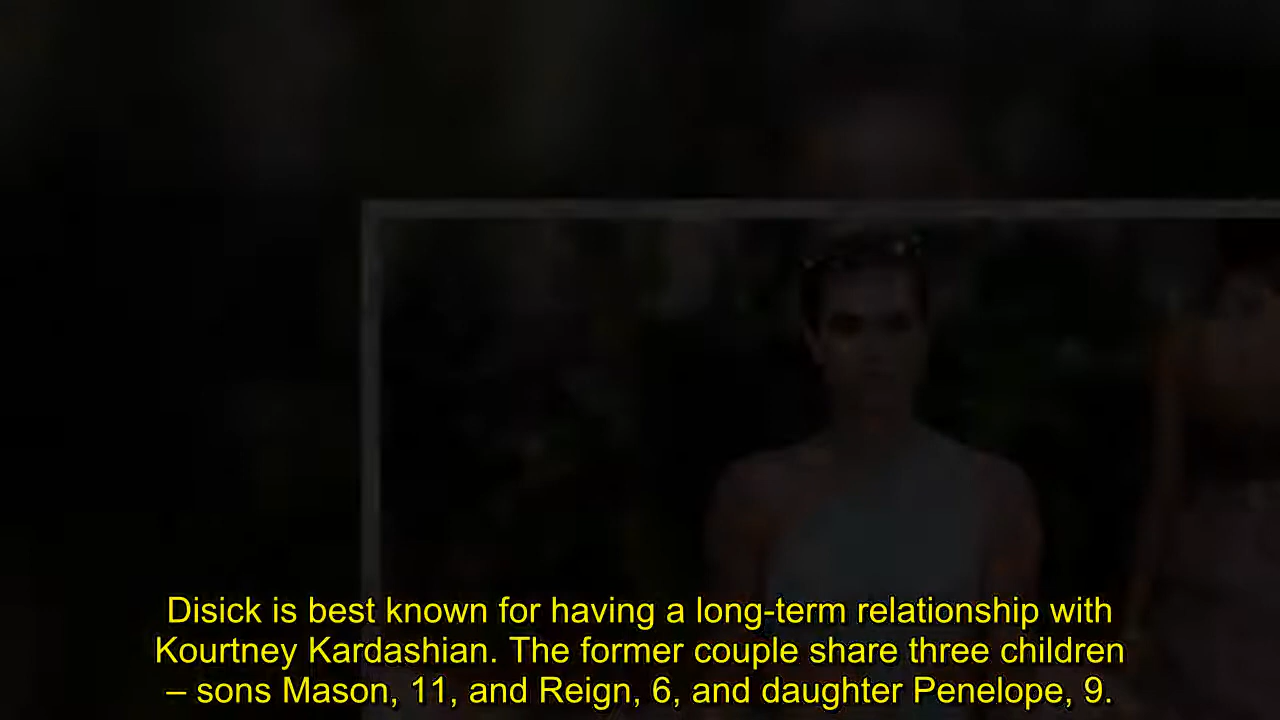 Disick is best known for having a long-term relationship with
Kourtney Kardashian. The former couple share three children
– sons Mason, 11, and Reign, 6, and daughter Penelope, 9.